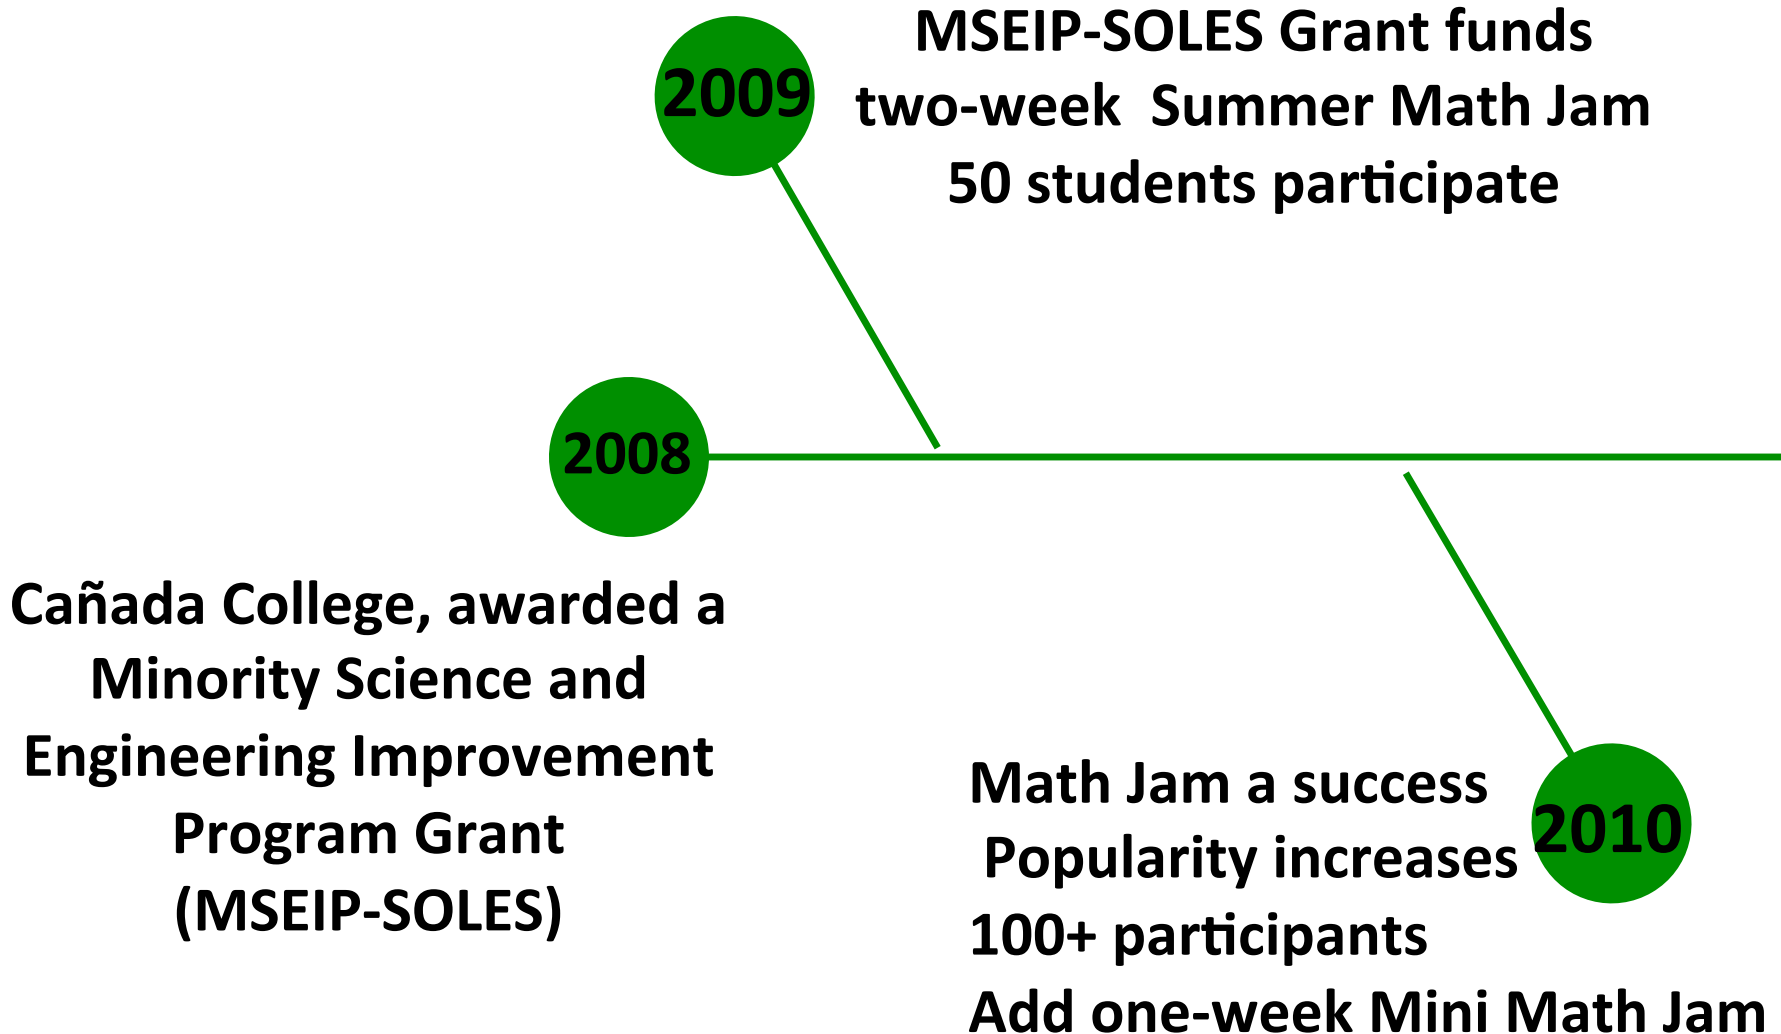 2009
MSEIP-SOLES Grant funds
two-week Summer Math Jam
50 students participate
2008
Cañada College, awarded a
Minority Science and
Engineering Improvement
Program Grant
(MSEIP-SOLES)
2010
Math Jam a success
Popularity increases
100+ participants
Add one-week Mini Math Jam